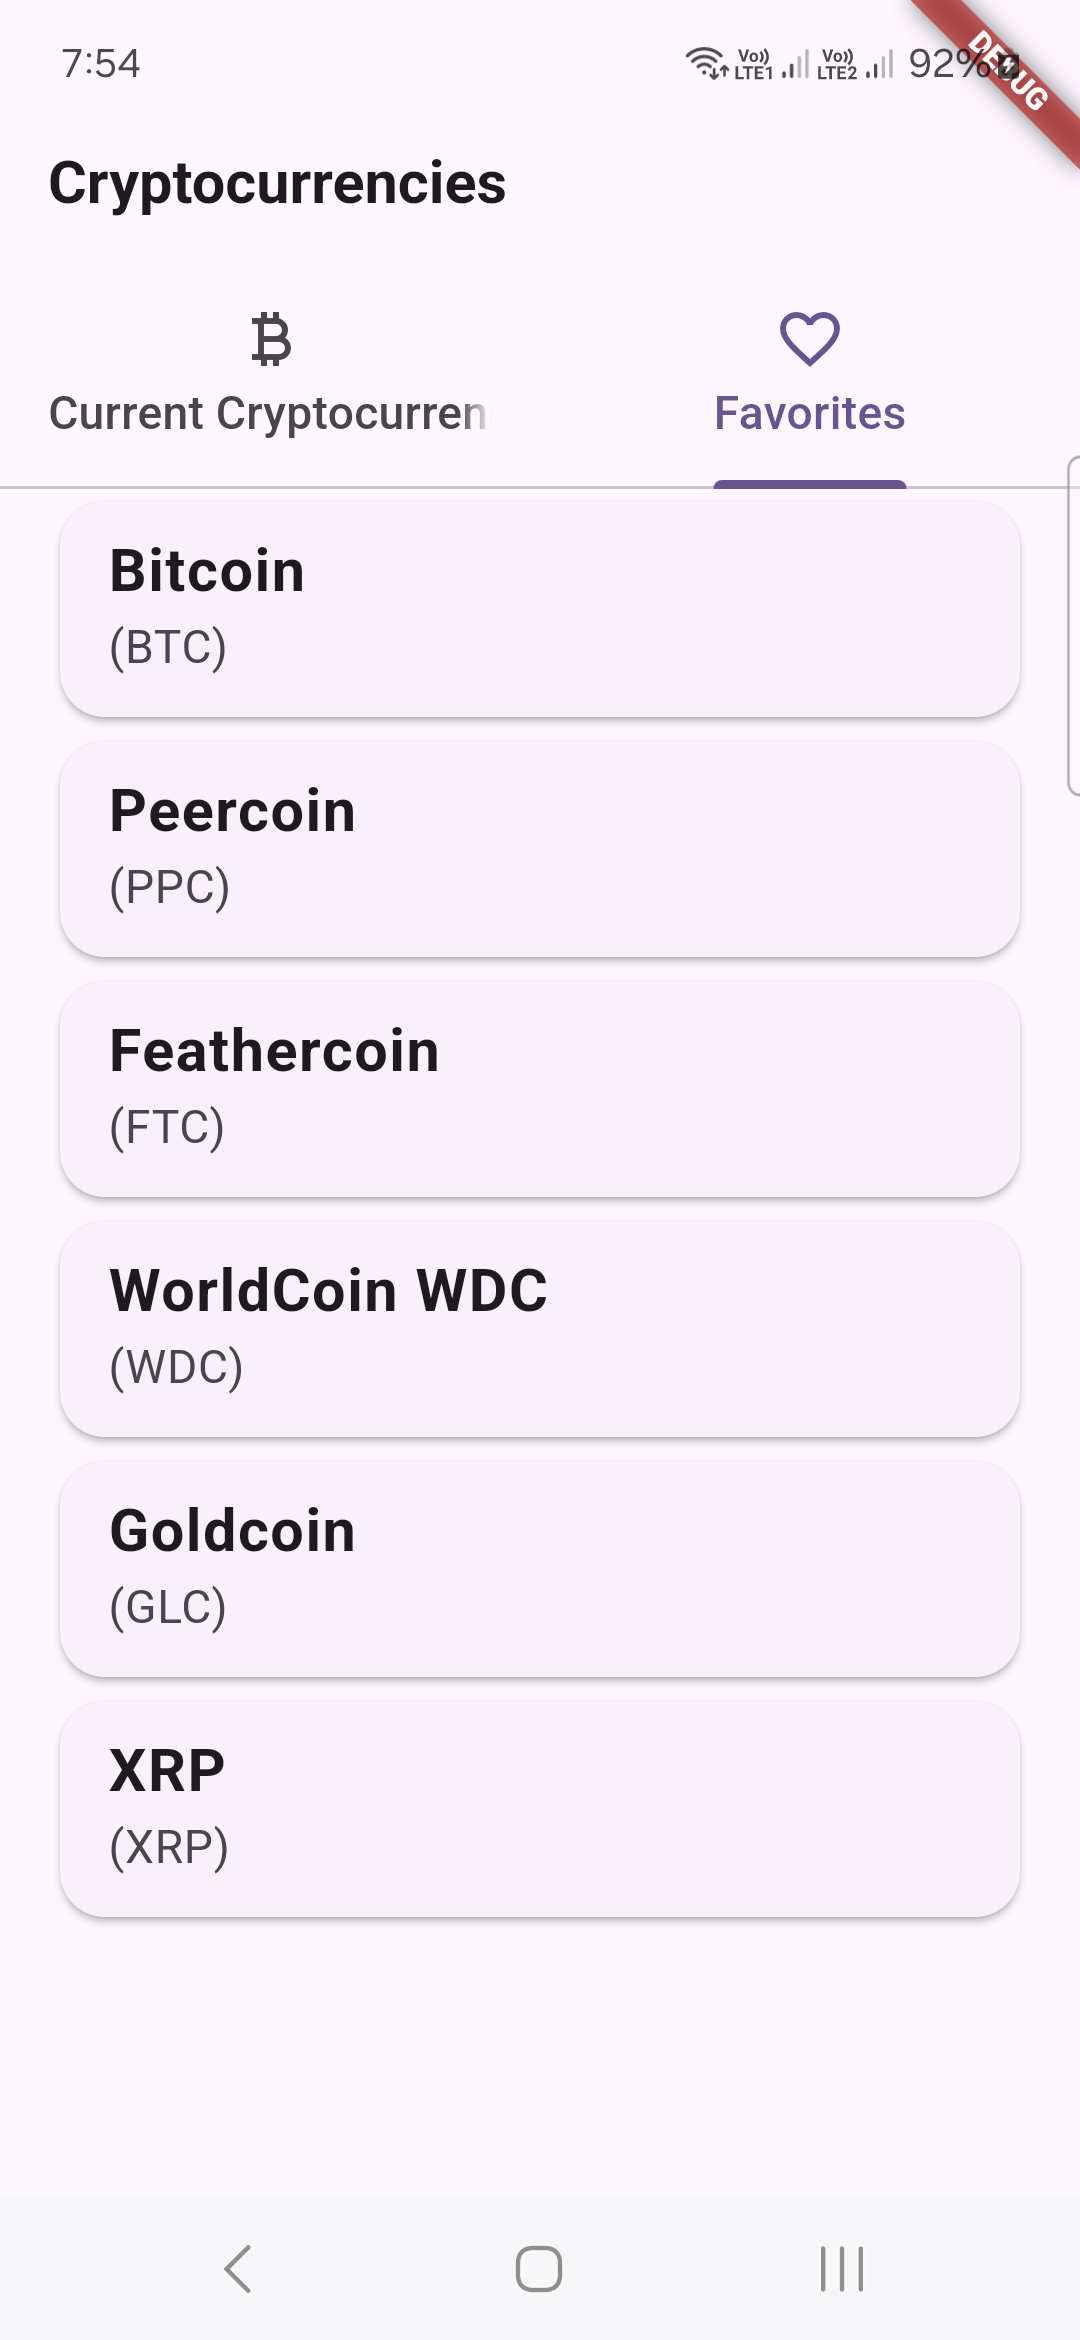 7:54
Vo)) LTE1 Vo)) LTE2 92%
DEBUG
Cryptocurrencies
Current Cryptocurren
Favorites
Bitcoin
(BTC)
Peercoin
(PPC)
Feathercoin
(FTC)
WorldCoin WDC
(WDC)
Goldcoin
(GLC)
XRP
(XRP)